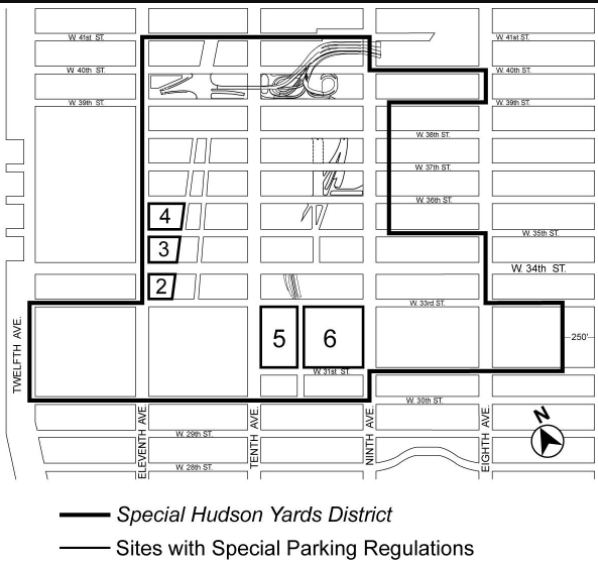 W. 41st ST.
W. 41st ST.
W. 40th ST.
W. 40th ST.
W. 39th ST.
W. 39th ST.
W. 38th ST.
W. 37th ST.
W. 36th ST.
4
W. 35th ST.
3
W. 34th ST.
2
W. 33rd ST.
5
6
250'
W. 31st ST.
W. 30th ST.
TWELFTH AVE.
ELEVENTH AVE.
TENTH AVE.
NINTH AVE.
EIGHTH AVE.
N
W. 29th ST.
W. 28th ST.
Special Hudson Yards District
Sites with Special Parking Regulations